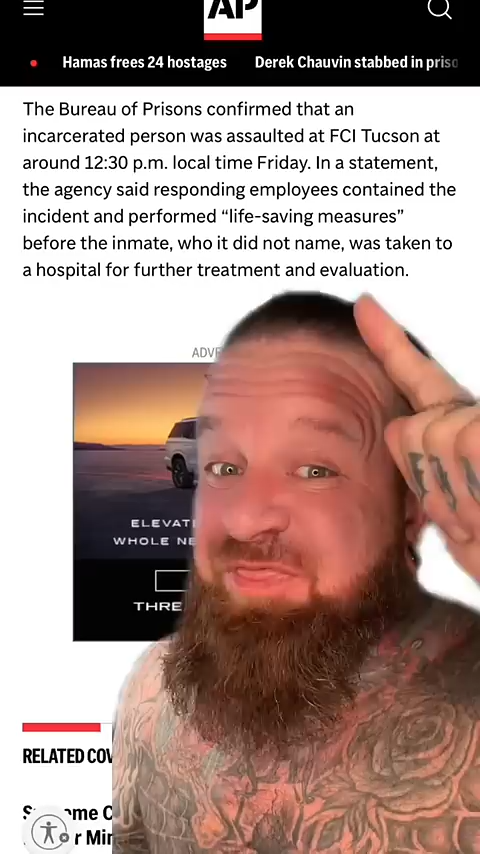 AP
Hamas frees 24 hostages Derek Chauvin stabbed in priso
The Bureau of Prisons confirmed that an
incarcerated person was assaulted at FCI Tucson at
around 12:30 p.m. local time Friday. In a statement,
the agency said responding employees contained the
incident and performed “life-saving measures”
before the inmate, who it did not name, was taken to
a hospital for further treatment and evaluation.
ADVE
ELEVAT
WHOLE NE
THRE
RELATED COV
me C
r Min